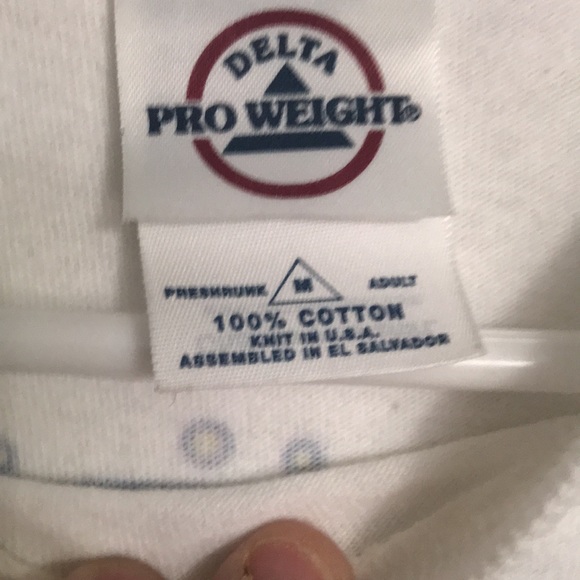 DELTA
PRO WEIGHT®
PRESHRUNK M ADULT
100% COTTON
KNIT IN U.S.A.
ASSEMBLED IN EL SALVADOR